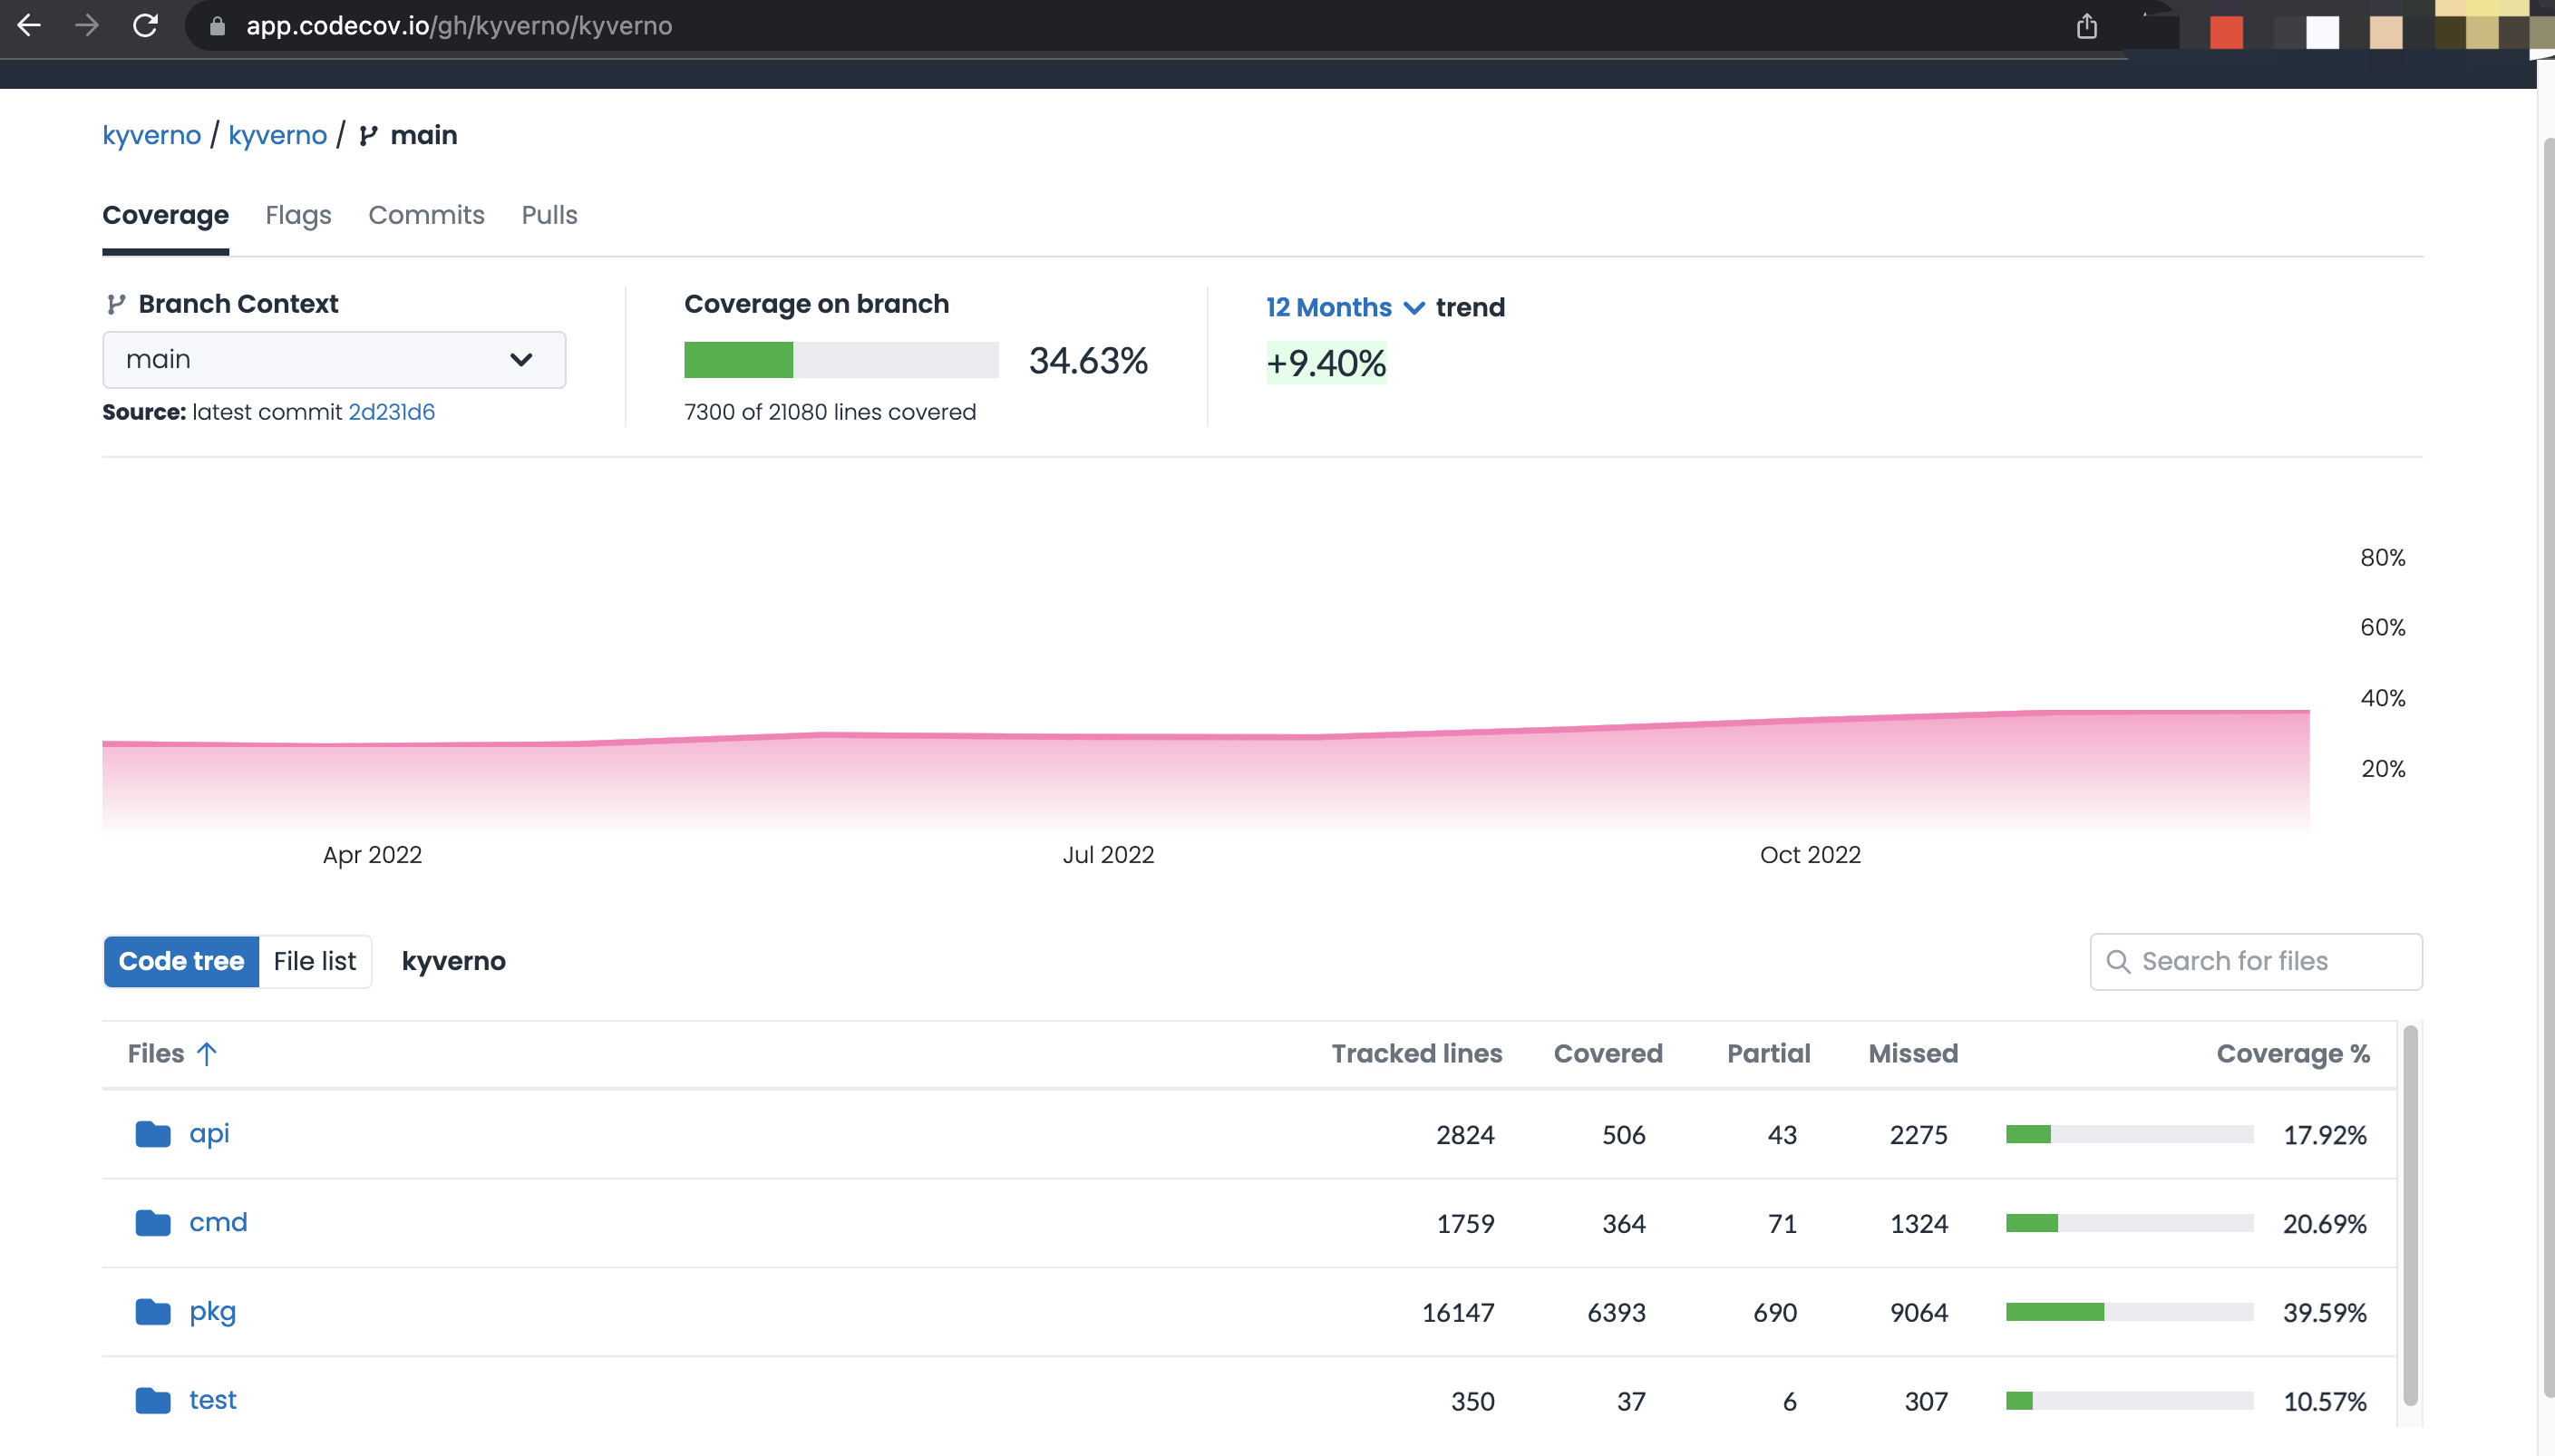 app.codecov.io/gh/kyverno/kyverno
kyverno / kyverno / main
Coverage Flags Commits Pulls
Branch Context
main
Source: latest commit 2d231d6
Coverage on branch
34.63%
7300 of 21080 lines covered
12 Months trend
+9.40%
80%
60%
40%
20%
Apr 2022 Jul 2022 Oct 2022
Code tree File list kyverno Search for files
Files Tracked lines Covered Partial Missed Coverage %
api 2824 506 43 2275 17.92%
cmd 1759 364 71 1324 20.69%
pkg 16147 6393 690 9064 39.59%
test 350 37 6 307 10.57%